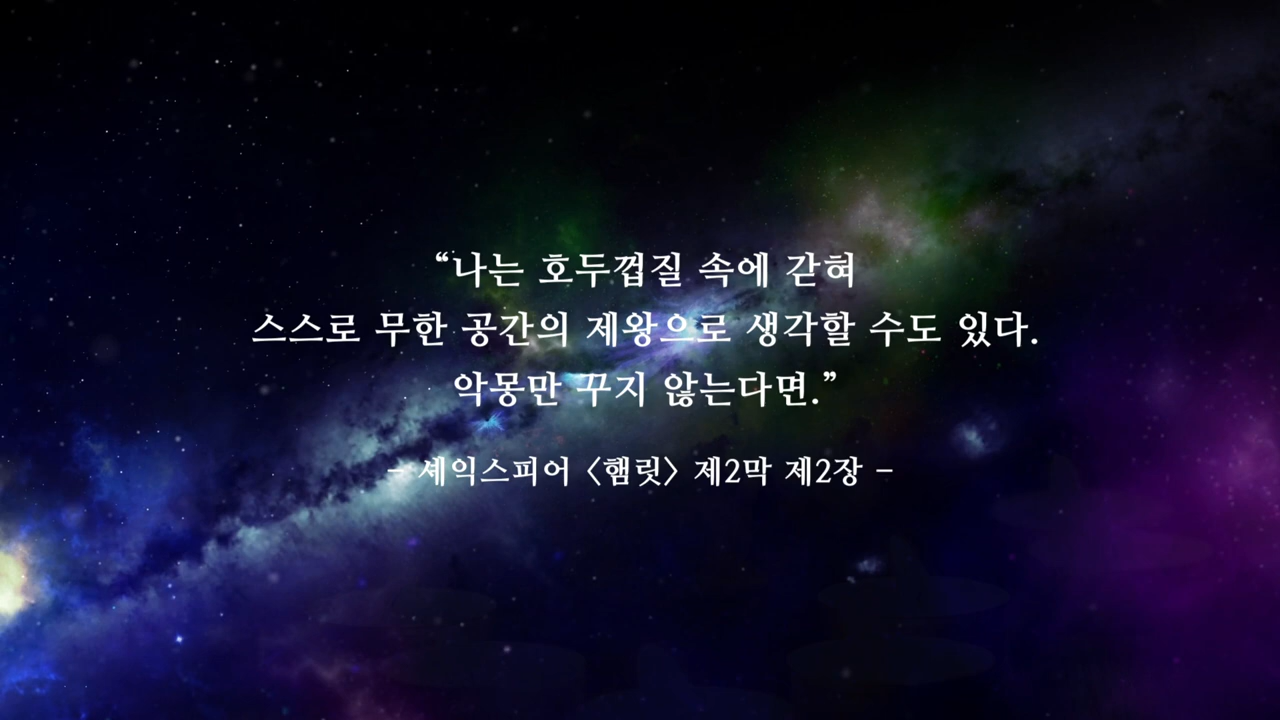 “나는 호두껍질 속에 갇혀
스스로 무한 공간의 제왕으로 생각할 수도 있다.
악몽만 꾸지 않는다면.”
– 셰익스피어 〈햄릿〉 제2막 제2장 –